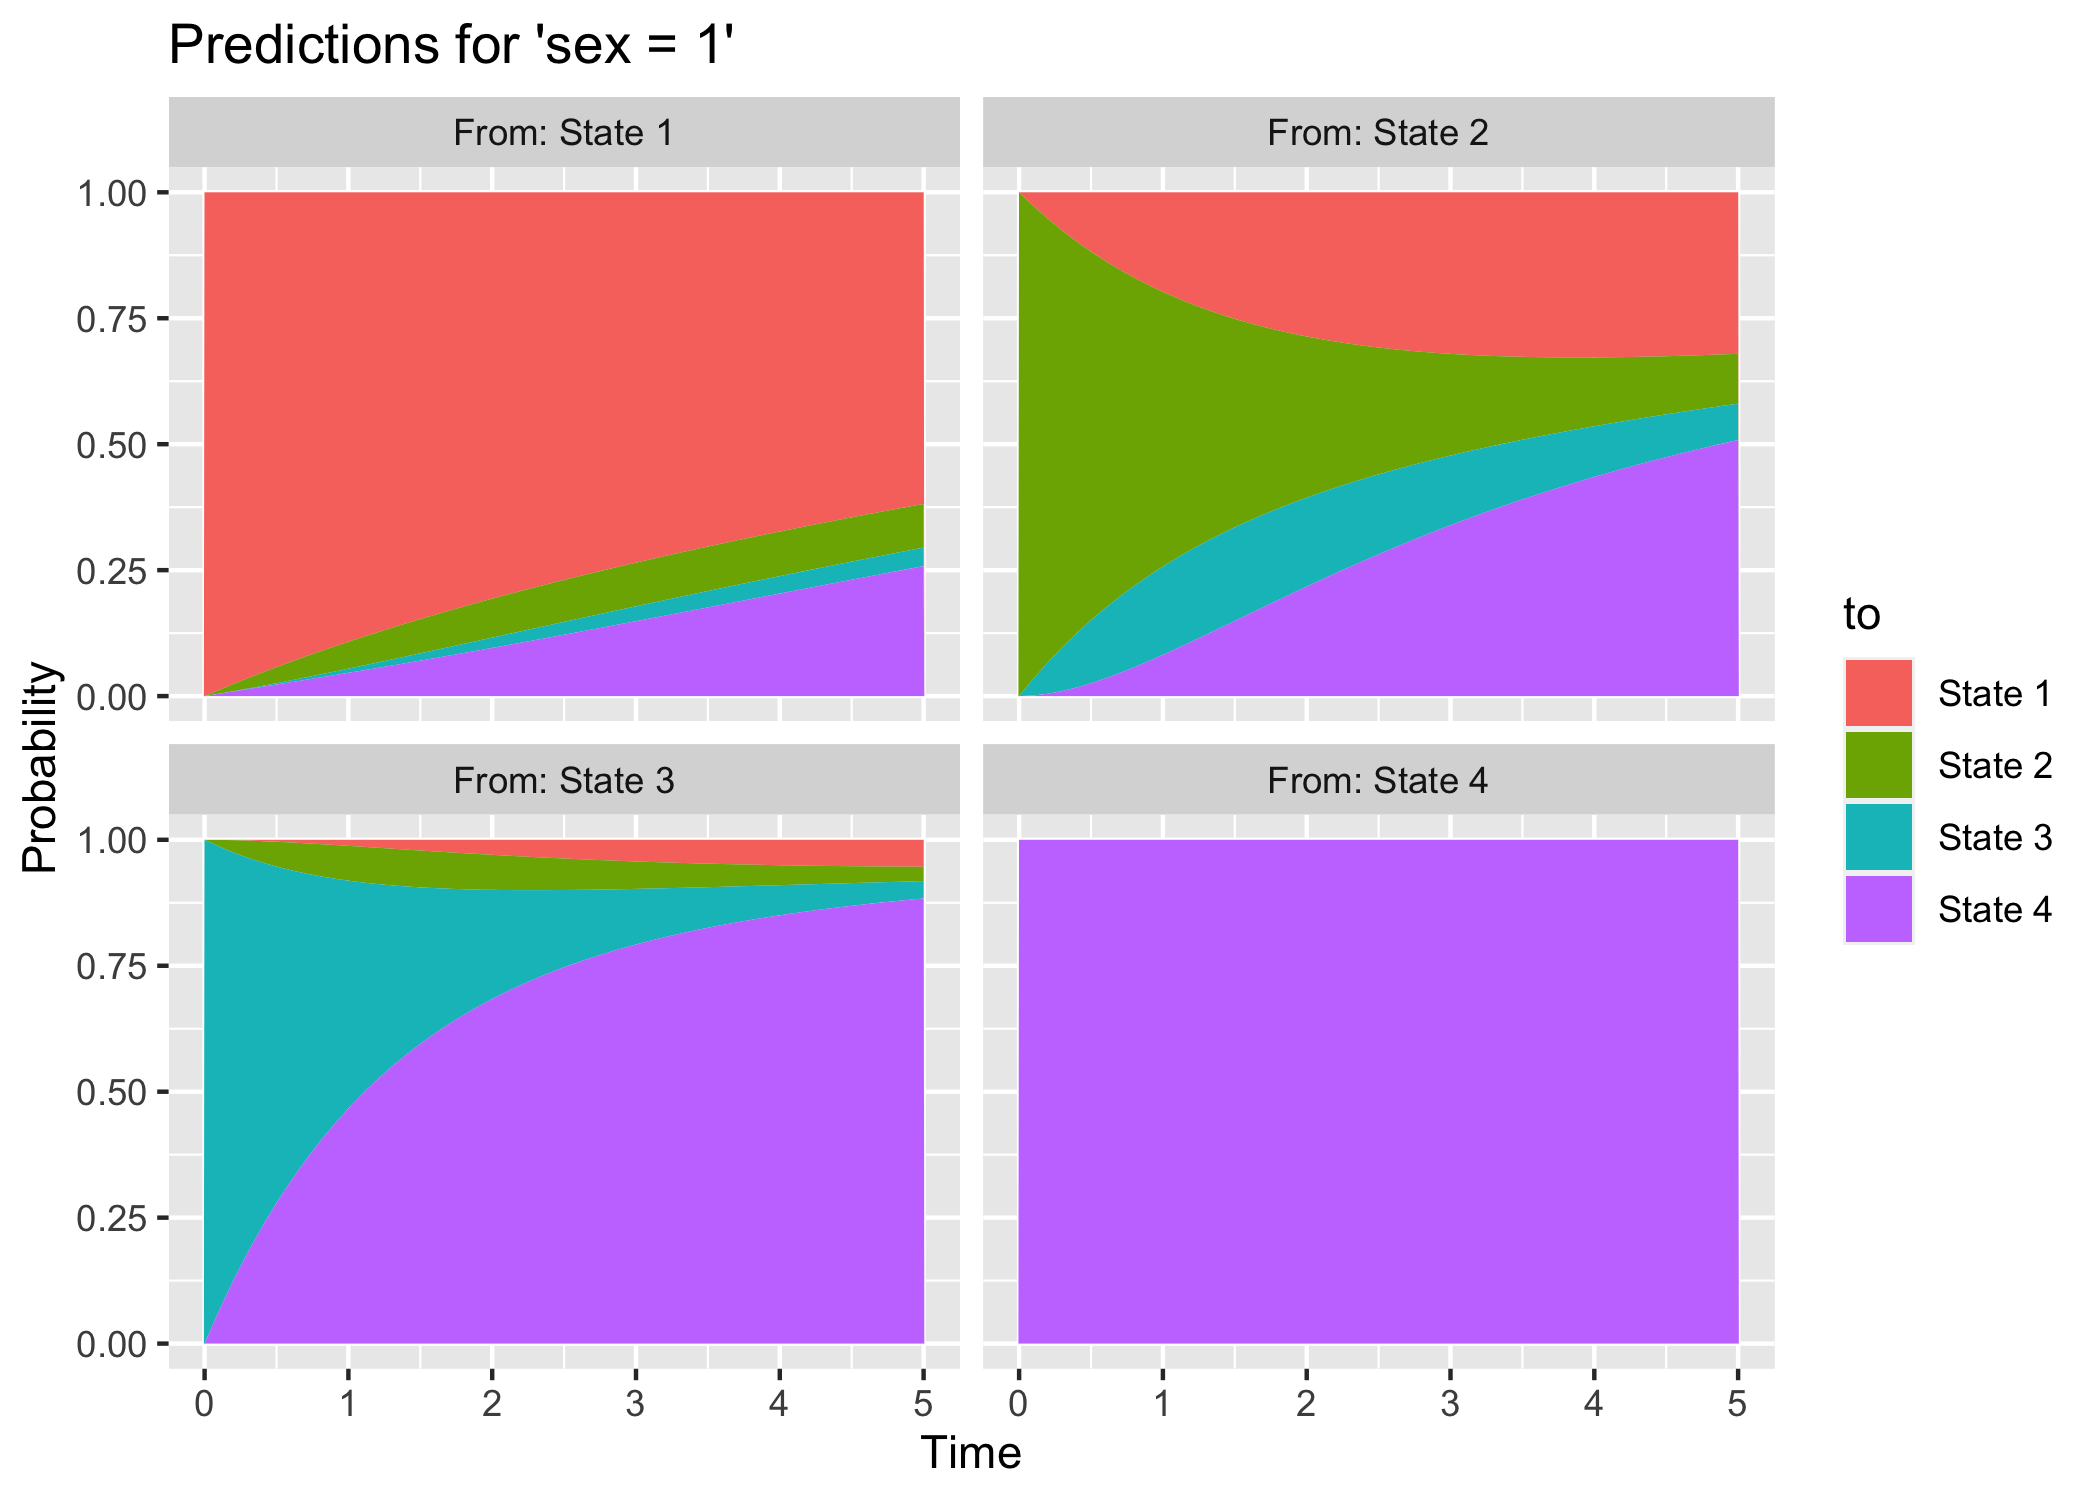 Predictions for 'sex = 1'
From: State 1
From: State 2
1.00
0.75
0.50
0.25
0.00
From: State 3
From: State 4
1.00
0.75
0.50
0.25
0.00
0 1 2 3 4 5
0 1 2 3 4 5
Time
Probability
to
State 1
State 2
State 3
State 4